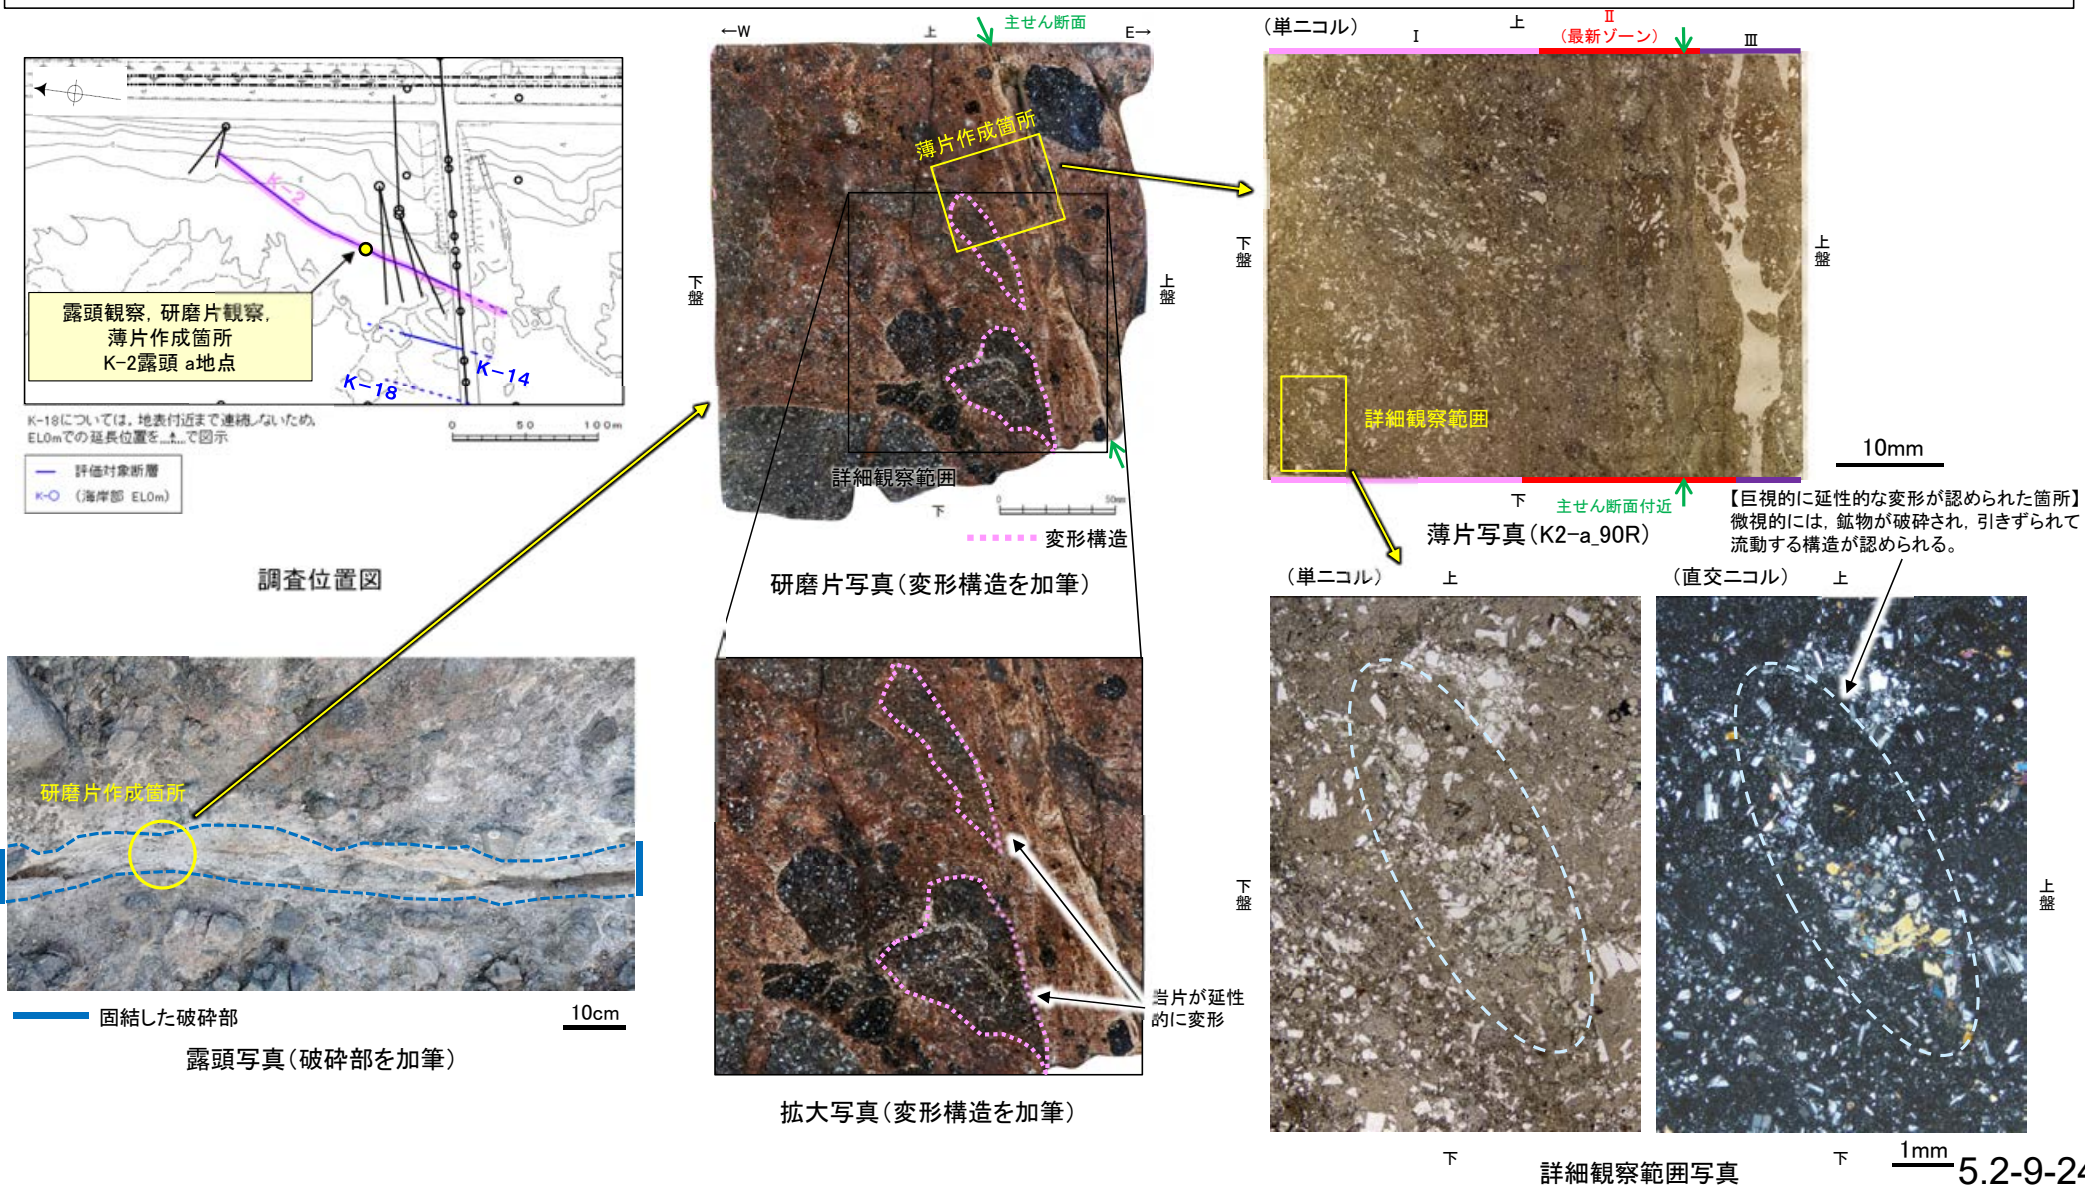 K-2
露頭観察，研磨片観察，
薄片作成箇所
K-2露頭 a地点
K-18
K-14
K-18については，地表付近まで連続しないため，
EL0mでの延長位置を で図示
0 50 100m
評価対象断層
K-○ （海岸部 EL0m）
調査位置図
研磨片作成箇所
固結した破砕部
10cm
露頭写真（破砕部を加筆）
←W
上
主せん断面
E→
薄片作成箇所
下盤
上盤
詳細観察範囲
下
0 50mm
変形構造
研磨片写真（変形構造を加筆）
岩片が延性
的に変形
拡大写真（変形構造を加筆）
（単ニコル）
上
Ⅰ
Ⅱ
（最新ゾーン）
Ⅲ
下盤
上盤
詳細観察範囲
10mm
下
主せん断面付近
薄片写真（K2-a_90R）
【巨視的に延性的な変形が認められた箇所】
微視的には，鉱物が破砕され，引きずられて
流動する構造が認められる。
（単ニコル）
上
（直交ニコル）
上
下盤
上盤
下
下
1mm
詳細観察範囲写真
5.2-9-24